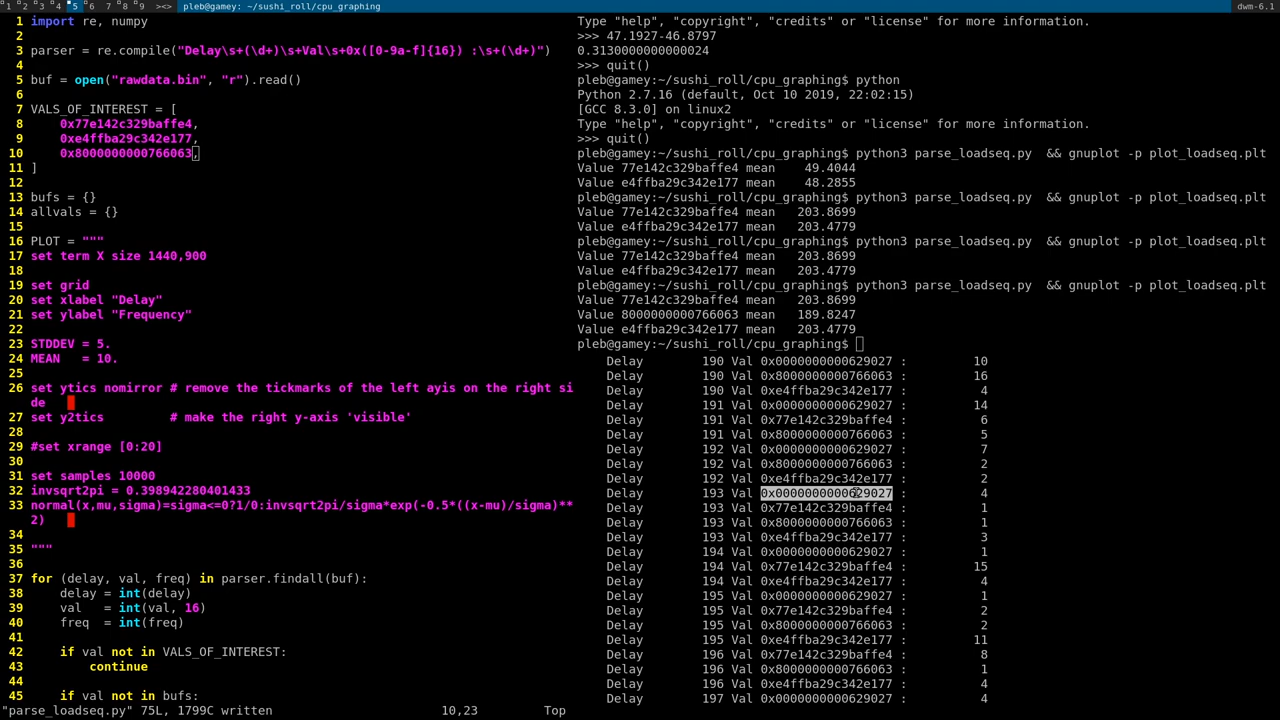 1 2 3 4 5 6 7 8 9 ><> pleb@gamey: ~/sushi_roll/cpu_graphing dwm-6.1
1 import re, numpy
2
3 parser = re.compile("Delay\s+(\d+)\s+Val\s+0x([0-9a-f]{16}) :\s+(\d+)")
4
5 buf = open("rawdata.bin", "r").read()
6
7 VALS_OF_INTEREST = [
8     0x77e142c329baffe4,
9     0xe4ffba29c342e177,
10     0x8000000000766063,
11 ]
12
13 bufs = {}
14 allvals = {}
15
16 PLOT = """
17 set term X size 1440,900
18
19 set grid
20 set xlabel "Delay"
21 set ylabel "Frequency"
22
23 STDDEV = 5.
24 MEAN   = 10.
25
26 set ytics nomirror # remove the tickmarks of the left ayis on the right si
de
27 set y2tics         # make the right y-axis 'visible'
28
29 #set xrange [0:20]
30
31 set samples 10000
32 invsqrt2pi = 0.398942280401433
33 normal(x,mu,sigma)=sigma<=0?1/0:invsqrt2pi/sigma*exp(-0.5*((x-mu)/sigma)**
2)
34
35 """
36
37 for (delay, val, freq) in parser.findall(buf):
38     delay = int(delay)
39     val   = int(val, 16)
40     freq  = int(freq)
41
42     if val not in VALS_OF_INTEREST:
43         continue
44
45     if val not in bufs:
"parse_loadseq.py" 75L, 1799C written 10,23 Top
Type "help", "copyright", "credits" or "license" for more information.
>>> 47.1927-46.8797
0.3130000000000024
>>> quit()
pleb@gamey:~/sushi_roll/cpu_graphing$ python
Python 2.7.16 (default, Oct 10 2019, 22:02:15)
[GCC 8.3.0] on linux2
Type "help", "copyright", "credits" or "license" for more information.
>>> quit()
pleb@gamey:~/sushi_roll/cpu_graphing$ python3 parse_loadseq.py  && gnuplot -p plot_loadseq.plt
Value 77e142c329baffe4 mean    49.4044
Value e4ffba29c342e177 mean    48.2855
pleb@gamey:~/sushi_roll/cpu_graphing$ python3 parse_loadseq.py  && gnuplot -p plot_loadseq.plt
Value 77e142c329baffe4 mean   203.8699
Value e4ffba29c342e177 mean   203.4779
pleb@gamey:~/sushi_roll/cpu_graphing$ python3 parse_loadseq.py  && gnuplot -p plot_loadseq.plt
Value 77e142c329baffe4 mean   203.8699
Value e4ffba29c342e177 mean   203.4779
pleb@gamey:~/sushi_roll/cpu_graphing$ python3 parse_loadseq.py  && gnuplot -p plot_loadseq.plt
Value 77e142c329baffe4 mean   203.8699
Value 8000000000766063 mean   189.8247
Value e4ffba29c342e177 mean   203.4779
pleb@gamey:~/sushi_roll/cpu_graphing$
Delay 190 Val 0x0000000000629027 : 10
Delay 190 Val 0x8000000000766063 : 16
Delay 190 Val 0xe4ffba29c342e177 : 4
Delay 191 Val 0x0000000000629027 : 14
Delay 191 Val 0x77e142c329baffe4 : 6
Delay 191 Val 0x8000000000766063 : 5
Delay 192 Val 0x0000000000629027 : 7
Delay 192 Val 0x8000000000766063 : 2
Delay 192 Val 0xe4ffba29c342e177 : 2
Delay 193 Val 0x0000000000629027 : 4
Delay 193 Val 0x77e142c329baffe4 : 1
Delay 193 Val 0x8000000000766063 : 1
Delay 193 Val 0xe4ffba29c342e177 : 3
Delay 194 Val 0x0000000000629027 : 1
Delay 194 Val 0x77e142c329baffe4 : 15
Delay 194 Val 0xe4ffba29c342e177 : 4
Delay 195 Val 0x0000000000629027 : 1
Delay 195 Val 0x77e142c329baffe4 : 2
Delay 195 Val 0x8000000000766063 : 2
Delay 195 Val 0xe4ffba29c342e177 : 11
Delay 196 Val 0x77e142c329baffe4 : 8
Delay 196 Val 0x8000000000766063 : 1
Delay 196 Val 0xe4ffba29c342e177 : 4
Delay 197 Val 0x0000000000629027 : 4